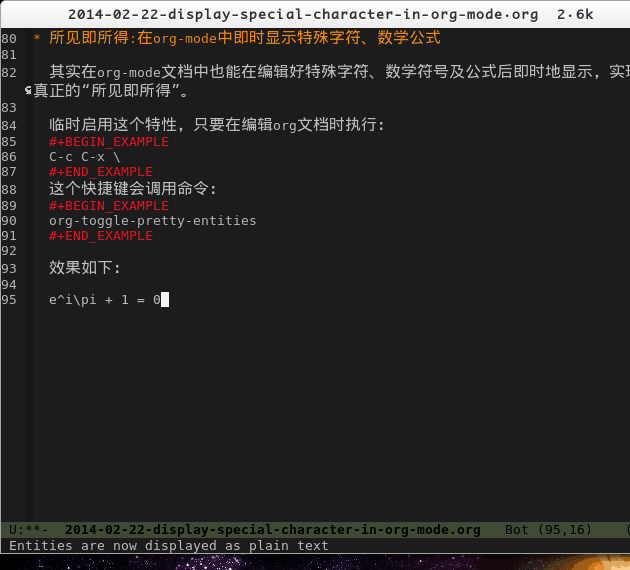 2014-02-22-display-special-character-in-org-mode.org 2.6k
80 * 所见即所得:在org-mode中即时显示特殊字符、数学公式
81
82 其实在org-mode文档中也能在编辑好特殊字符、数学符号及公式后即时地显示，实现
真正的“所见即所得”。
83
84 临时启用这个特性，只要在编辑org文档时执行:
85 #+BEGIN_EXAMPLE
86 C-c C-x \
87 #+END_EXAMPLE
88 这个快捷键会调用命令:
89 #+BEGIN_EXAMPLE
90 org-toggle-pretty-entities
91 #+END_EXAMPLE
92
93 效果如下:
94
95 e^i\pi + 1 = 0
U:**- 2014-02-22-display-special-character-in-org-mode.org Bot (95,16) (
Entities are now displayed as plain text